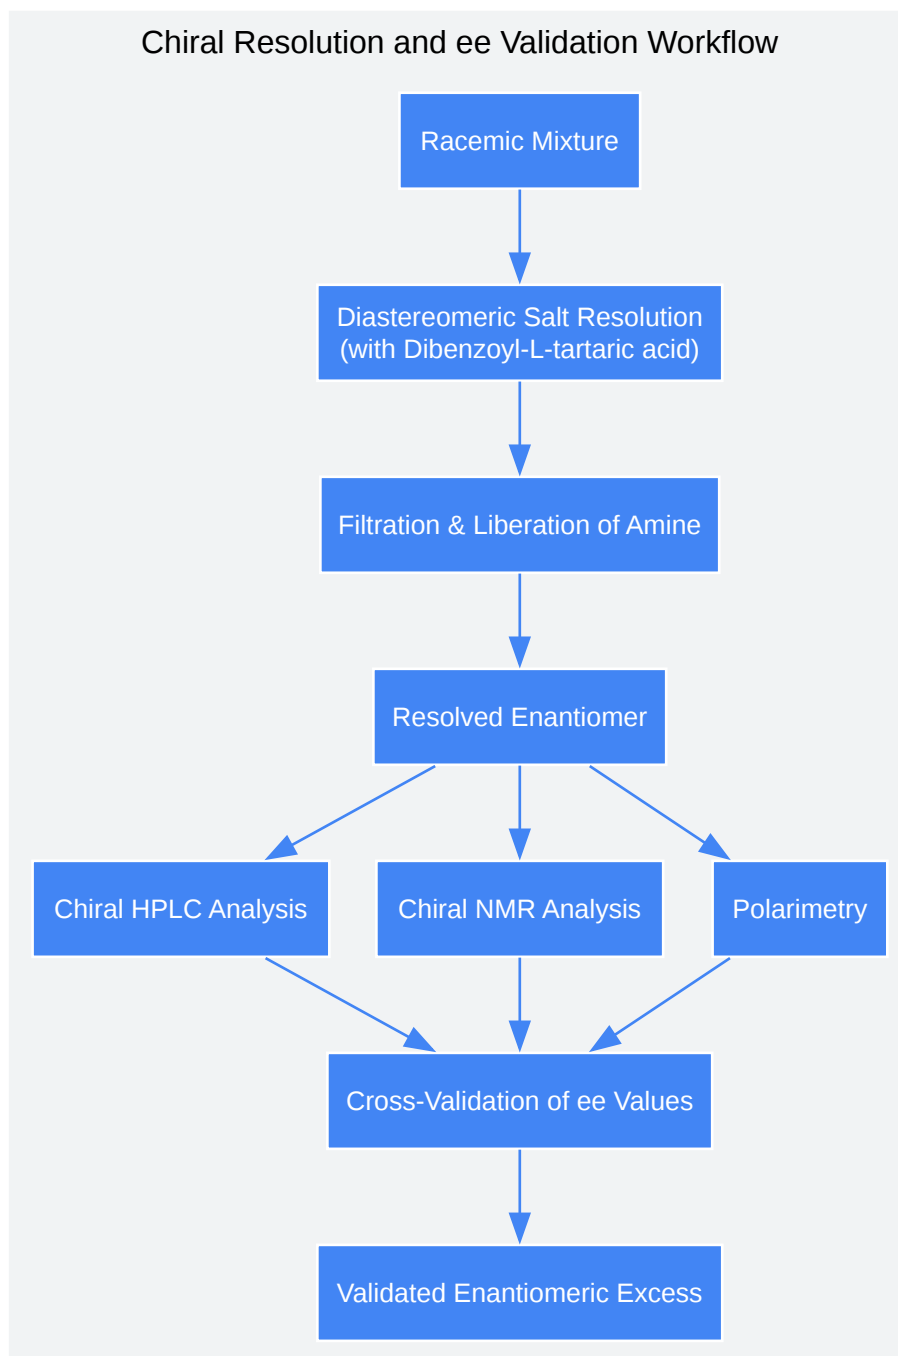 Chiral Resolution and ee Validation Workflow
Racemic Mixture
Diastereomeric Salt Resolution
(with Dibenzoyl-L-tartaric acid)
Filtration & Liberation of Amine
Resolved Enantiomer
Chiral HPLC Analysis
Chiral NMR Analysis
Polarimetry
Cross-Validation of ee Values
Validated Enantiomeric Excess